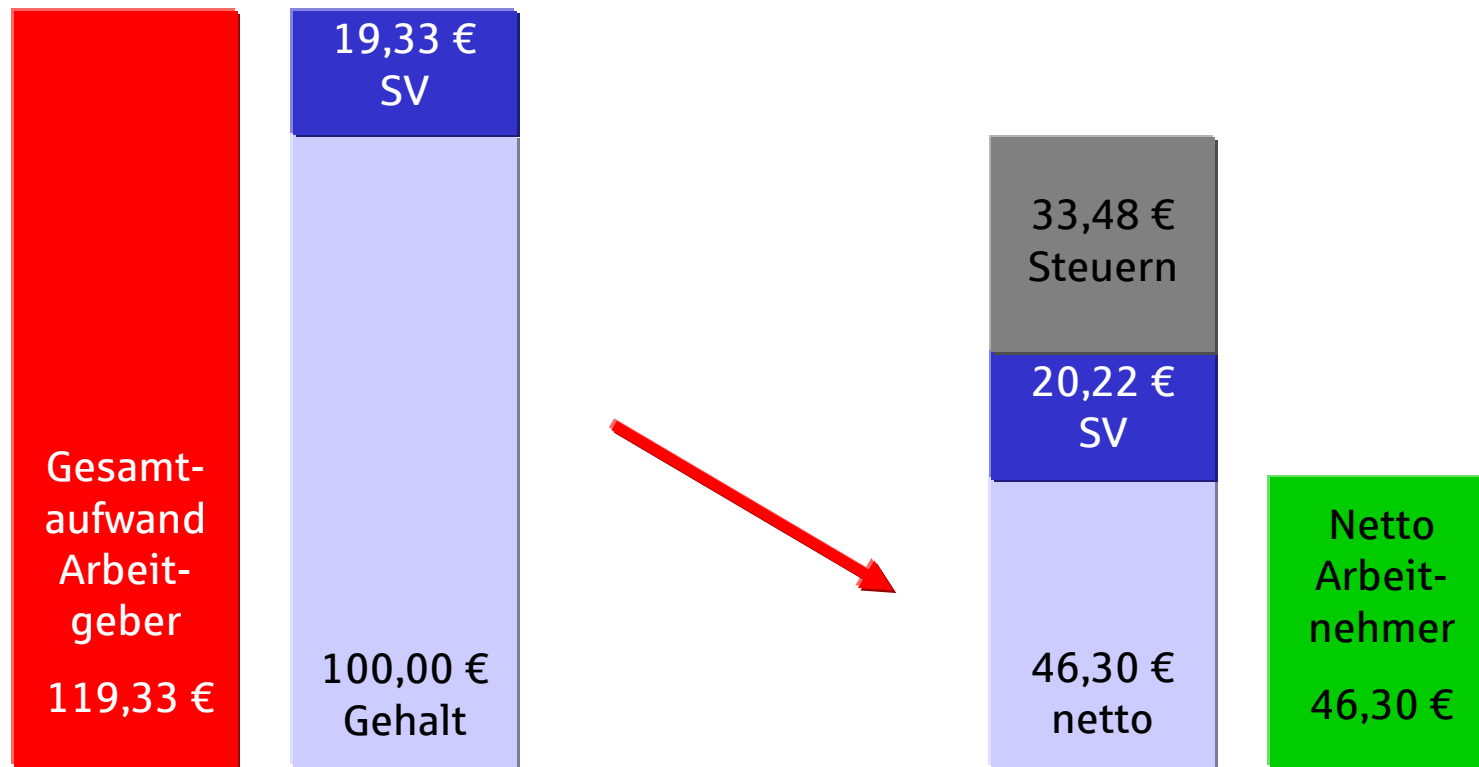 Gesamt-
aufwand
Arbeit-
geber
119,33 €
19,33 €
SV
100,00 €
Gehalt
33,48 €
Steuern
20,22 €
SV
46,30 €
netto
Netto
Arbeit-
nehmer
46,30 €